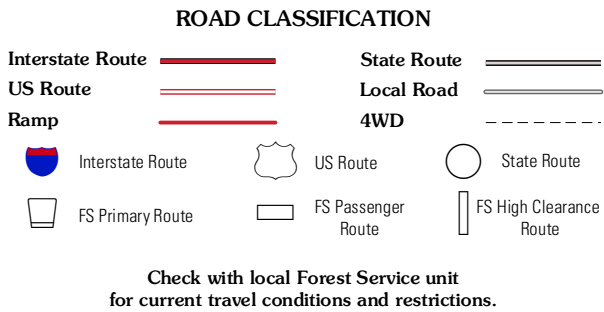 ROAD CLASSIFICATION
Interstate Route
State Route
US Route
Local Road
Ramp
4WD
Interstate Route
US Route
State Route
FS Primary Route
FS Passenger
Route
FS High Clearance
Route
Check with local Forest Service unit
for current travel conditions and restrictions.